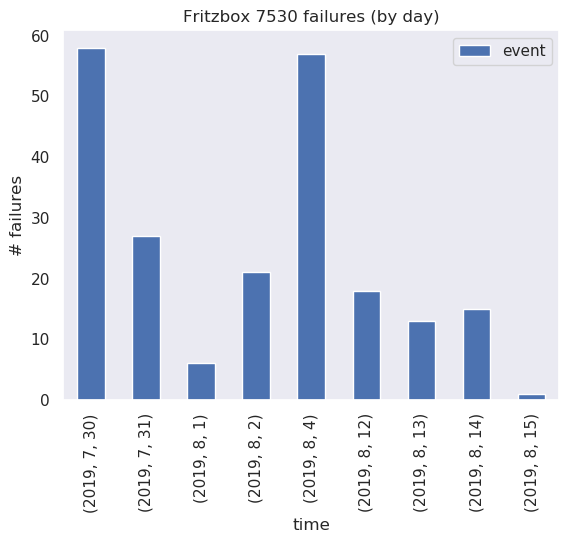 Fritzbox 7530 failures (by day)
event
# failures
60
50
40
30
20
10
0
(2019, 7, 30)
(2019, 7, 31)
(2019, 8, 1)
(2019, 8, 2)
(2019, 8, 4)
(2019, 8, 12)
(2019, 8, 13)
(2019, 8, 14)
(2019, 8, 15)
time